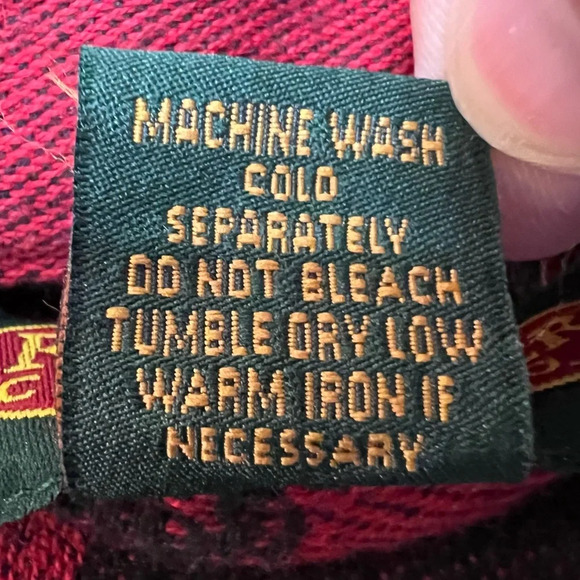 MACHINE WASH
COLD
SEPARATELY
DO NOT BLEACH
TUMBLE DRY LOW
WARM IRON IF
NECESSARY